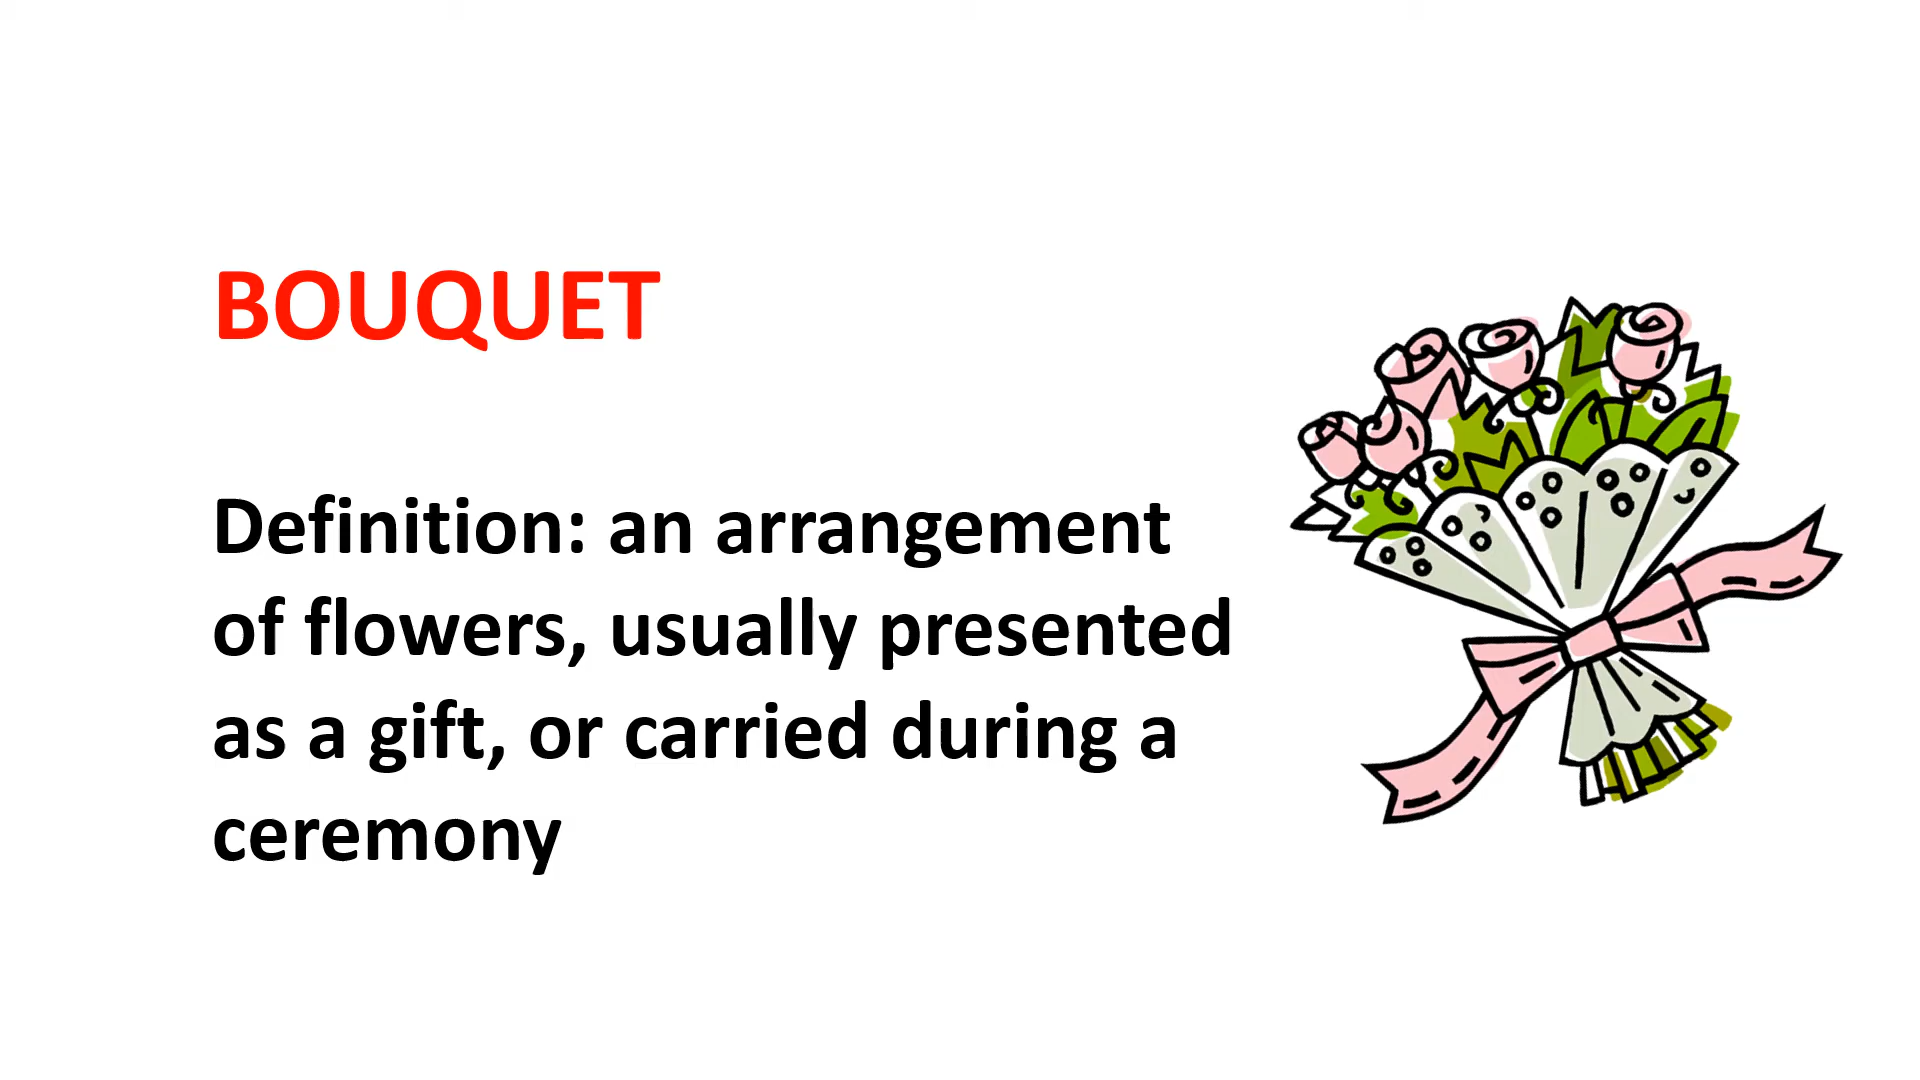 BOUQUET
Definition: an arrangement
of flowers, usually presented
as a gift, or carried during a
ceremony